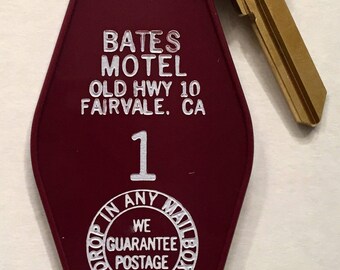 BATES
MOTEL
OLD HWY 10
FAIRVALE, CA
1
DROP IN ANY MAILBOX
WE
GUARANTEE
POSTAGE